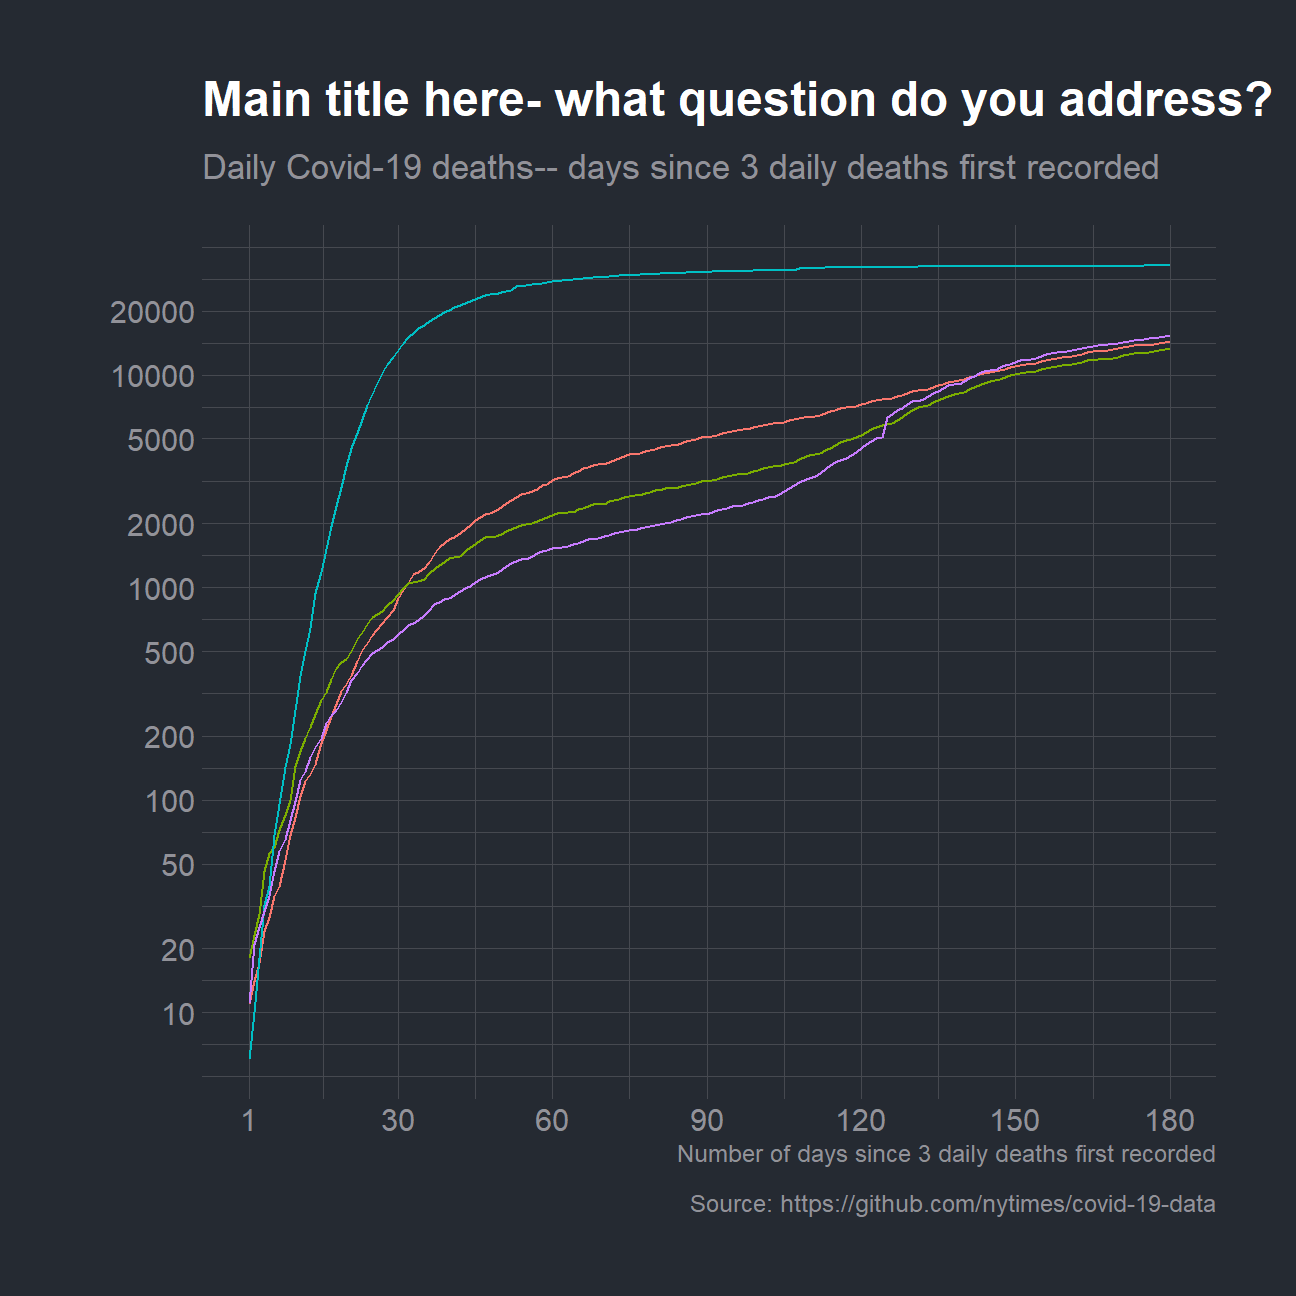 Main title here- what question do you address?
Daily Covid-19 deaths-- days since 3 daily deaths first recorded
20000
10000
5000
2000
1000
500
200
100
50
20
10
1 30 60 90 120 150 180
Number of days since 3 daily deaths first recorded
Source: https://github.com/nytimes/covid-19-data